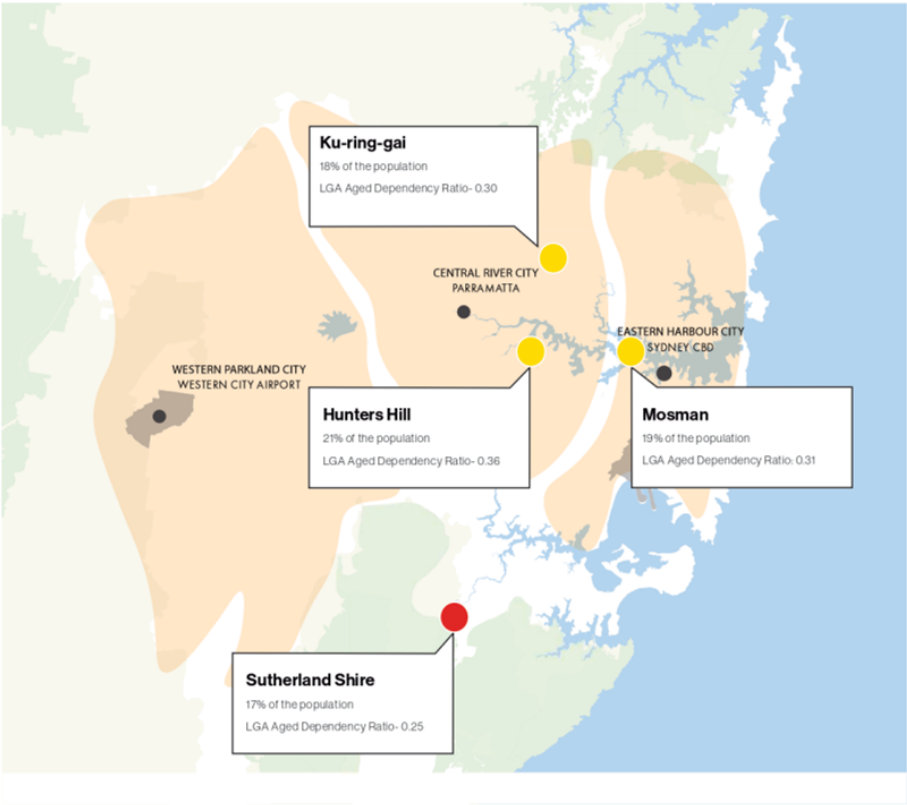 Ku-ring-gai
18% of the population
LGA Aged Dependency Ratio- 0.30
CENTRAL RIVER CITY
PARRAMATTA
EASTERN HARBOUR CITY
SYDNEY CBD
WESTERN PARKLAND CITY
WESTERN CITY AIRPORT
Hunters Hill
21% of the population
LGA Aged Dependency Ratio- 0.36
Mosman
19% of the population
LGA Aged Dependency Ratio: 0.31
Sutherland Shire
17% of the population
LGA Aged Dependency Ratio- 0.25